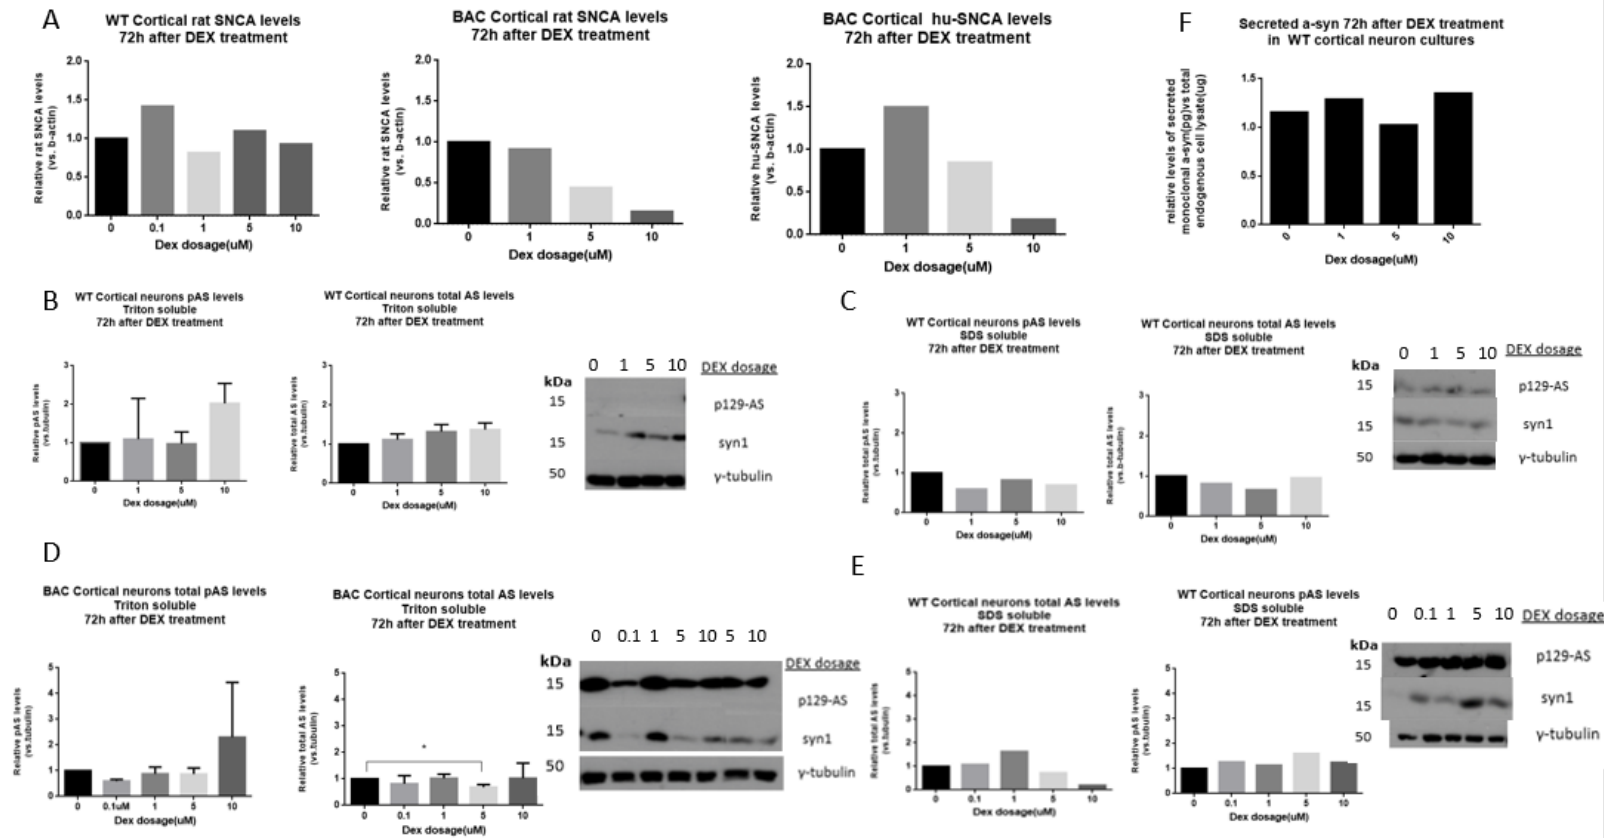 A
WT Cortical rat SNCA levels
72h after DEX treatment
Relative rat SNCA levels
(vs. b-actin)
2.0
1.5
1.0
0.5
0.0
0 0.1 1 5 10
Dex dosage(uM)
BAC Cortical rat SNCA levels
72h after DEX treatment
Relative rat SNCA levels
(vs. b-actin)
2.0
1.5
1.0
0.5
0.0
0 1 5 10
Dex dosage(uM)
BAC Cortical hu-SNCA levels
72h after DEX treatment
Relative hu-SNCA levels
(vs. b-actin)
2.0
1.5
1.0
0.5
0.0
0 1 5 10
Dex dosage(uM)
F
Secreted a-syn 72h after DEX treatment
in WT cortical neuron cultures
relative levels of secreted
monoclonal a-syn(pg)vs total
endogenous cell lysate(ug)
1.5
1.0
0.5
0.0
0 1 5 10
Dex dosage(uM)
B
WT Cortical neurons pAS levels
Triton soluble
72h after DEX treatment
Relative pAS levels
(vs.tubulin)
3
2
1
0
0 1 5 10
Dex dosage(uM)
WT Cortical neurons total AS levels
Triton soluble
72h after DEX treatment
Relative total AS levels
(vs.tubulin)
3
2
1
0
0 1 5 10
Dex dosage(uM)
0 1 5 10 DEX dosage
kDa
15 p129-AS
15 syn1
50 γ-tubulin
C
WT Cortical neurons pAS levels
SDS soluble
72h after DEX treatment
Relative total pAS levels
(vs.tubulin)
3
2
1
0
0 1 5 10
Dex dosage(uM)
WT Cortical neurons total AS levels
SDS soluble
72h after DEX treatment
Relative total AS levels
(vs.b-tubulin)
3
2
1
0
0 1 5 10
Dex dosage(uM)
0 1 5 10 DEX dosage
kDa
15 p129-AS
15 syn1
50 γ-tubulin
D
BAC Cortical neurons total pAS levels
Triton soluble
72h after DEX treatment
Relative pAS levels
(vs.tubulin)
5
4
3
2
1
0
0 0.1uM 1 5 10
Dex dosage(uM)
BAC Cortical neurons total AS levels
Triton soluble
72h after DEX treatment
Relative total AS levels
(vs.tubulin)
5
4
3
2
1
0
*
0 0.1 1 5 10
Dex dosage(uM)
0 0.1 1 5 10 5 10
DEX dosage
kDa
15 p129-AS
15 syn1
50 γ-tubulin
E
WT Cortical neurons total AS levels
SDS soluble
72h after DEX treatment
Relative total AS levels
(vs.tubulin)
5
4
3
2
1
0
0 0.1 1 5 10
Dex dosage(uM)
WT Cortical neurons pAS levels
SDS soluble
72h after DEX treatment
Relative pAS levels
(vs.tubulin)
5
4
3
2
1
0
0 0.1 1 5 10
Dex dosage(uM)
0 0.1 1 5 10 DEX dosage
kDa
15 p129-AS
15 syn1
50 γ-tubulin